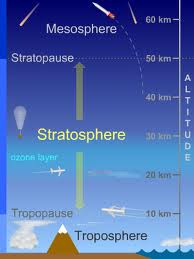 Mesosphere
60 km
Stratopause
50 km
40 km
Stratosphere
30 km
ozone layer
20 km
Tropopause
10 km
Troposphere
ALTITUDE